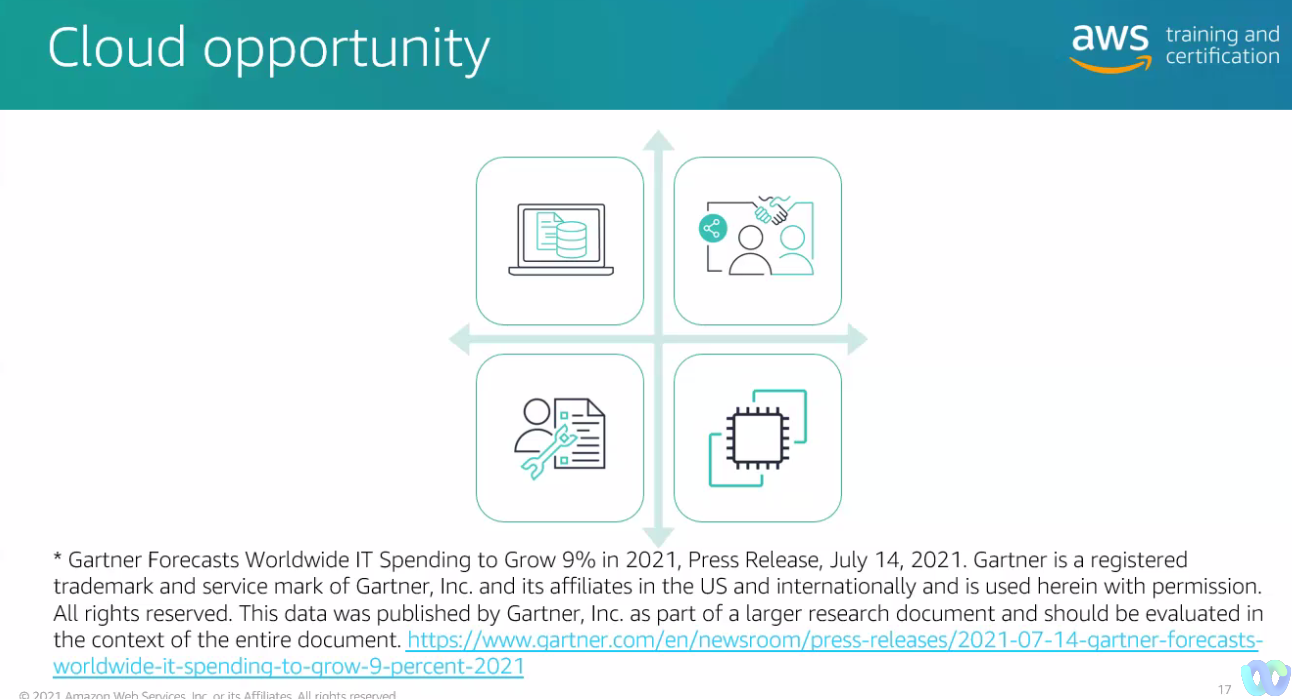 Cloud opportunity
aws training and
certification
* Gartner Forecasts Worldwide IT Spending to Grow 9% in 2021, Press Release, July 14, 2021. Gartner is a registered
trademark and service mark of Gartner, Inc. and its affiliates in the US and internationally and is used herein with permission.
All rights reserved. This data was published by Gartner, Inc. as part of a larger research document and should be evaluated in
the context of the entire document. https://www.gartner.com/en/newsroom/press-releases/2021-07-14-gartner-forecasts-
worldwide-it-spending-to-grow-9-percent-2021
© 2021 Amazon Web Services, Inc. or its Affiliates. All rights reserved.
17